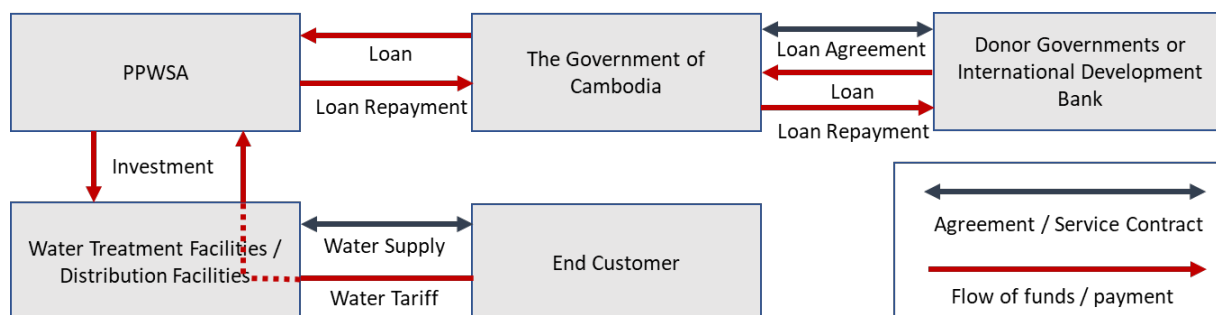 PPWSA
Loan
Loan Repayment
The Government of
Cambodia
Loan Agreement
Loan
Loan Repayment
Donor Governments or
International Development
Bank
Investment
Water Treatment Facilities /
Distribution Facilities
Water Supply
Water Tariff
End Customer
Agreement / Service Contract
Flow of funds / payment